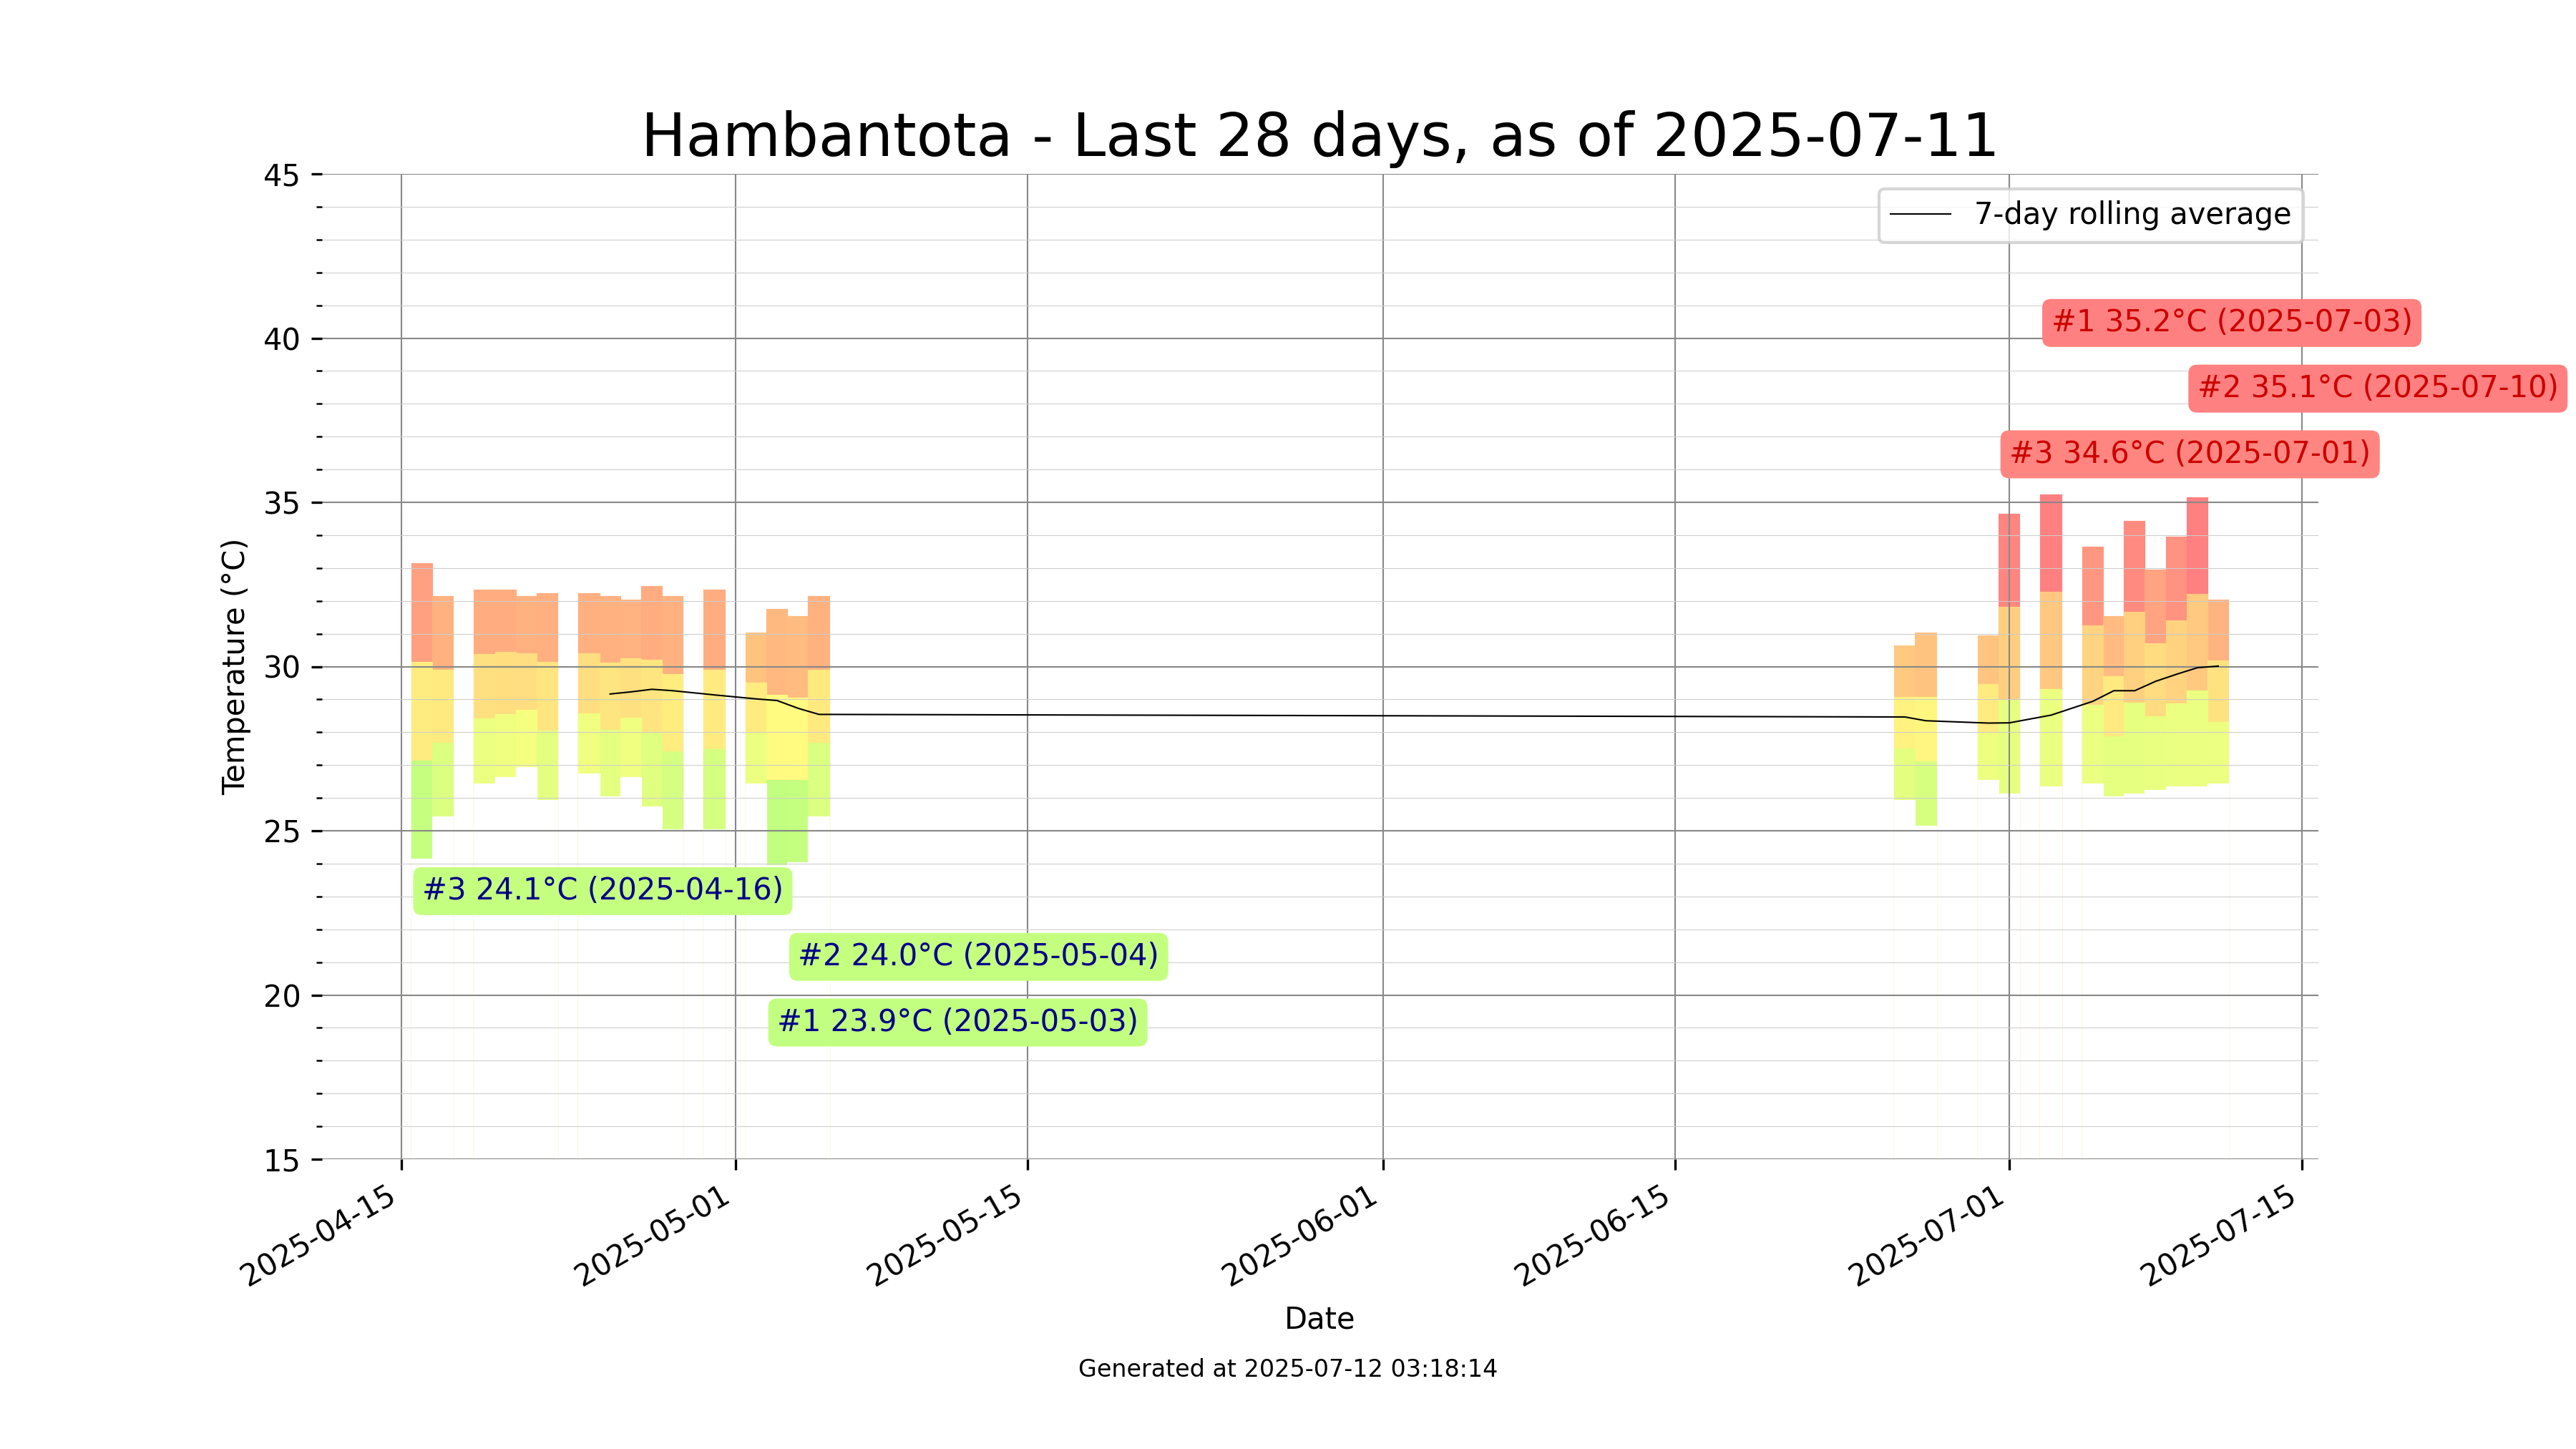 Hambantota - Last 28 days, as of 2025-07-11
45
40
35
30
25
20
15
Temperature (°C)
7-day rolling average
#1 35.2°C (2025-07-03)
#2 35.1°C (2025-07-10)
#3 34.6°C (2025-07-01)
#3 24.1°C (2025-04-16)
#2 24.0°C (2025-05-04)
#1 23.9°C (2025-05-03)
2025-04-15
2025-05-01
2025-05-15
2025-06-01
2025-06-15
2025-07-01
2025-07-15
Date
Generated at 2025-07-12 03:18:14